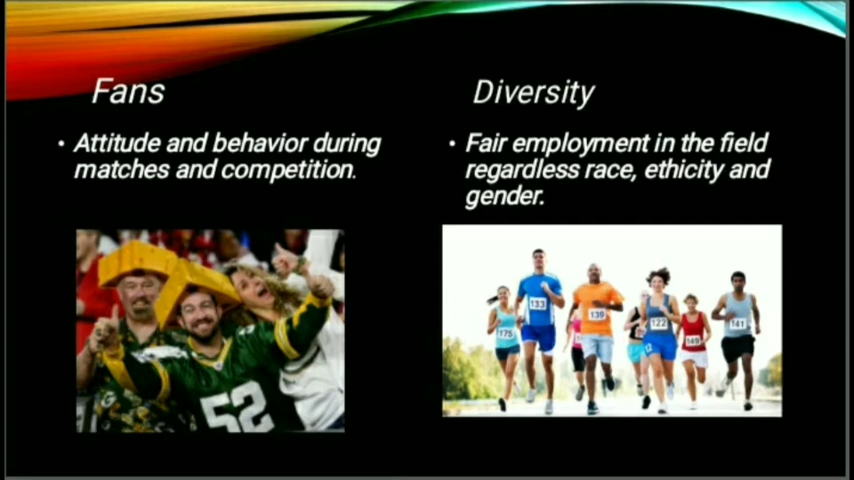 Fans
• Attitude and behavior during
matches and competition.
Diversity
• Fair employment in the field
regardless race, ethicity and
gender.
52
175
133
139
122
149
141